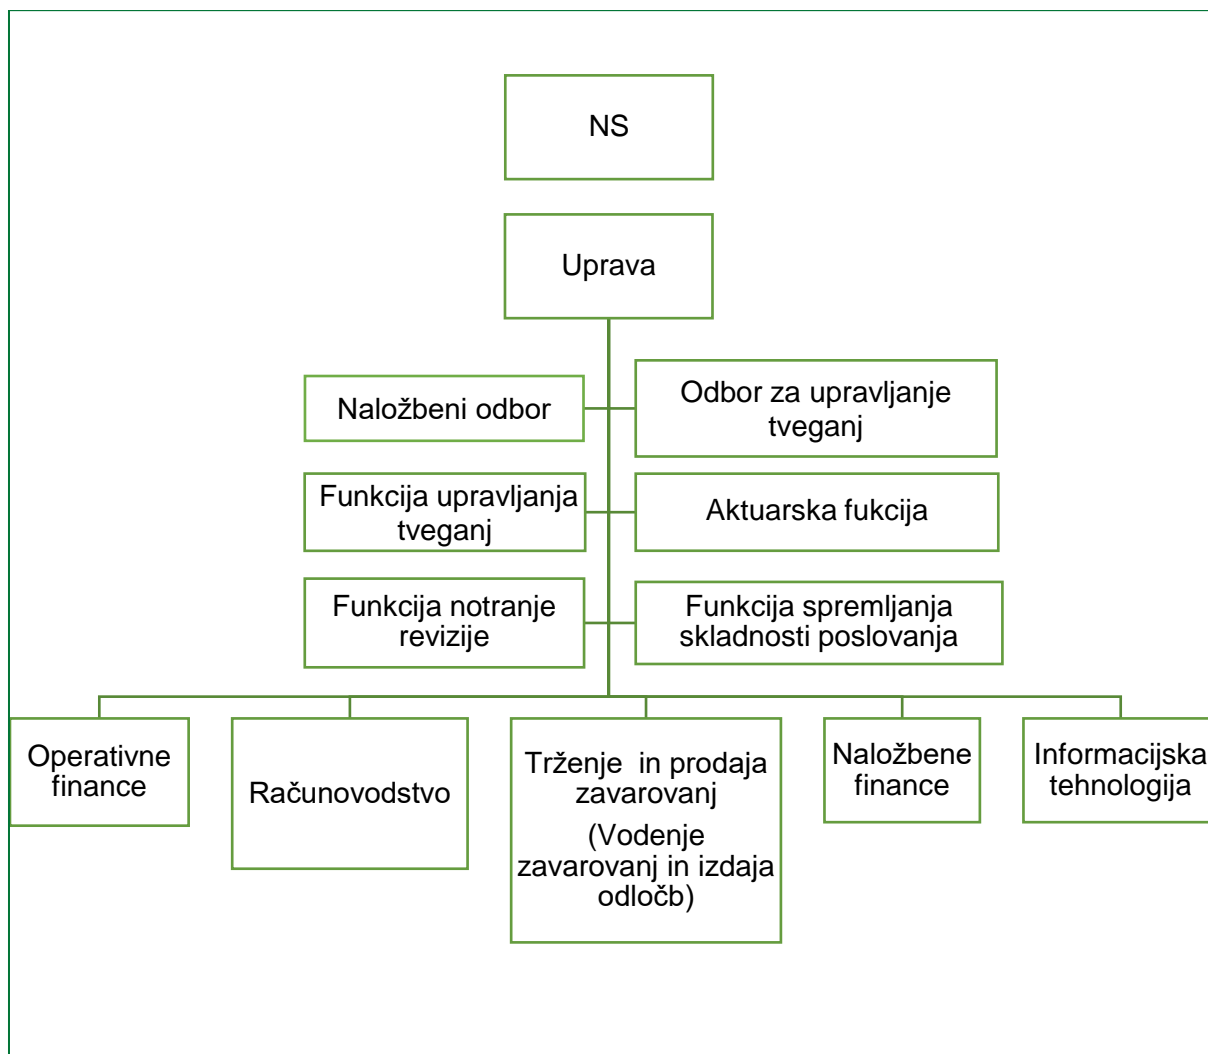 NS
Uprava
Naložbeni odbor
Odbor za upravljanje
tveganj
Funkcija upravljanja
tveganj
Aktuarska fukcija
Funkcija notranje
revizije
Funkcija spremljanja
skladnosti poslovanja
Operativne
finance
Računovodstvo
Trženje in prodaja
zavarovanj
(Vodenje
zavarovanj in izdaja
odločb)
Naložbene
finance
Informacijska
tehnologija